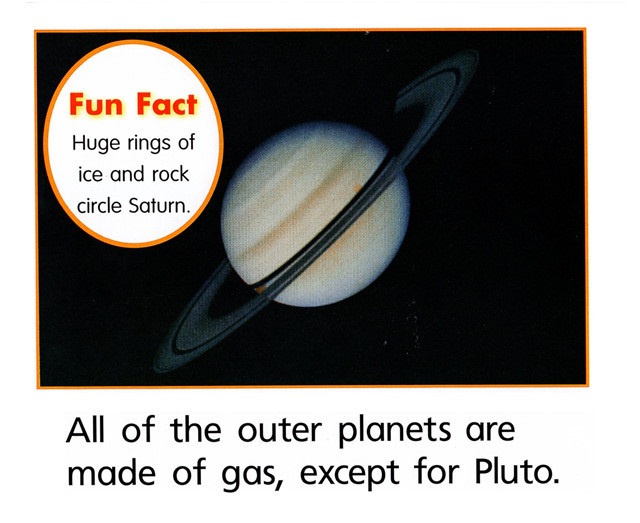 Fun Fact
Huge rings of
ice and rock
circle Saturn.
All of the outer planets are
made of gas, except for Pluto.